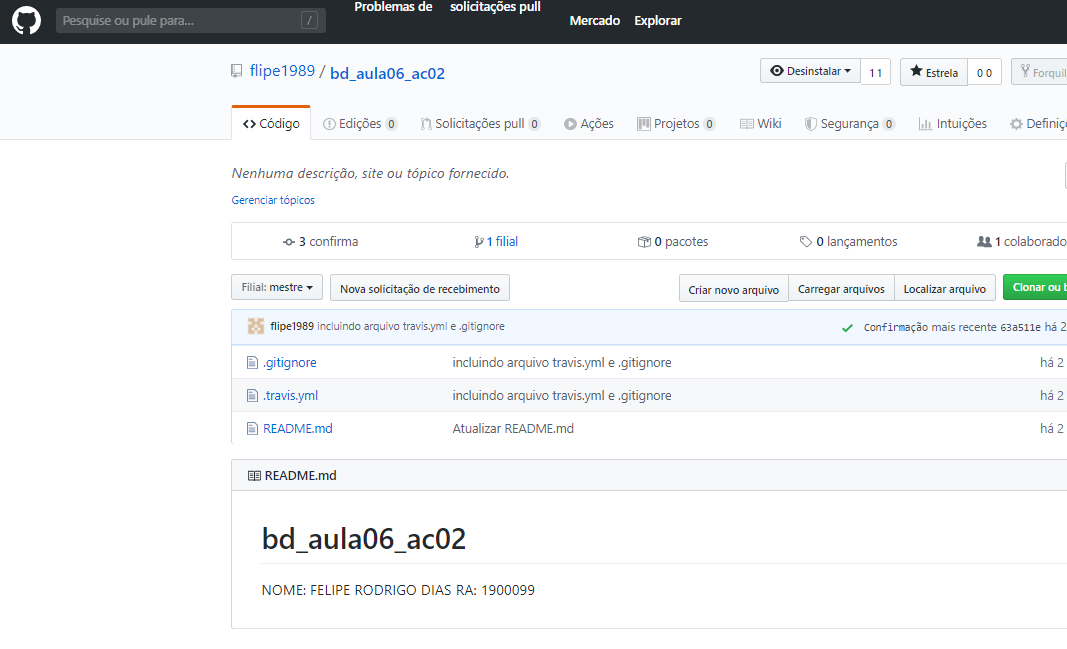 Pesquise ou pule para... /
Problemas de solicitações pull Mercado Explorar
flipe1989 / bd_aula06_ac02
Desinstalar 1 1 Estrela 0 0 Forquil
Código Edições 0 Solicitações pull 0 Ações Projetos 0 Wiki Segurança 0 Intuições Definiç
Nenhuma descrição, site ou tópico fornecido.
Gerenciar tópicos
3 confirma 1 filial 0 pacotes 0 lançamentos 1 colaborado
Filial: mestre Nova solicitação de recebimento Criar novo arquivo Carregar arquivos Localizar arquivo Clonar ou b
flipe1989 incluindo arquivo travis.yml e .gitignore Confirmação mais recente 63a511e há 2
.gitignore incluindo arquivo travis.yml e .gitignore há 2
.travis.yml incluindo arquivo travis.yml e .gitignore há 2
README.md Atualizar README.md há 2
README.md
bd_aula06_ac02
NOME: FELIPE RODRIGO DIAS RA: 1900099